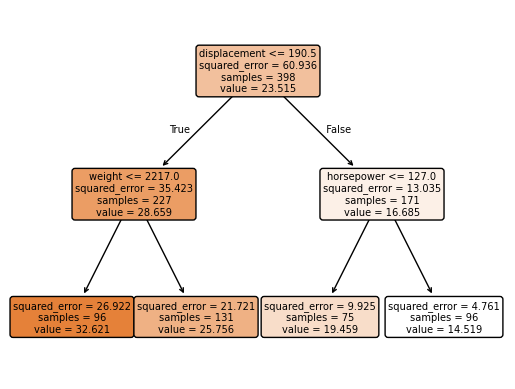 displacement <= 190.5
squared_error = 60.936
samples = 398
value = 23.515
True
False
weight <= 2217.0
squared_error = 35.423
samples = 227
value = 28.659
horsepower <= 127.0
squared_error = 13.035
samples = 171
value = 16.685
squared_error = 26.922
samples = 96
value = 32.621
squared_error = 21.721
samples = 131
value = 25.756
squared_error = 9.925
samples = 75
value = 19.459
squared_error = 4.761
samples = 96
value = 14.519